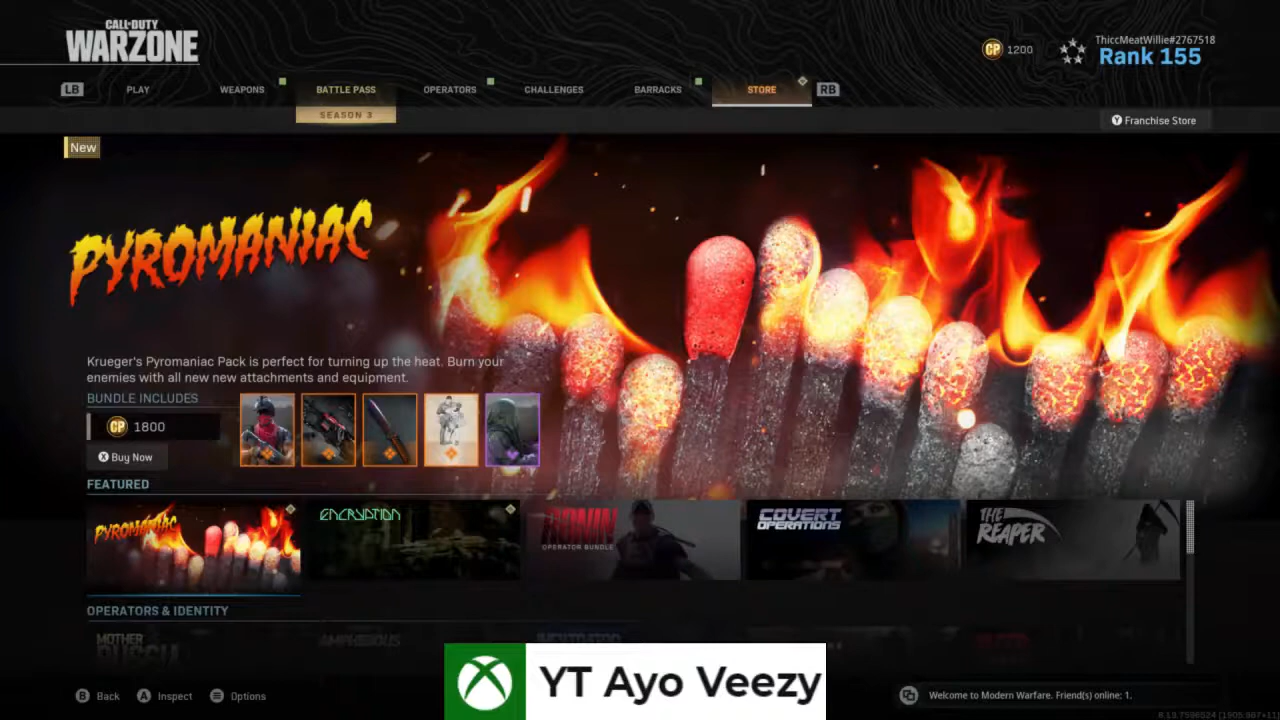 CALL OF DUTY
WARZONE
CP 1200
ThiccMeatWillie#2767518
Rank 155
LB
PLAY
WEAPONS
BATTLE PASS
OPERATORS
CHALLENGES
BARRACKS
STORE
RB
SEASON 3
Y Franchise Store
New
PYROMANIAC
Krueger's Pyromaniac Pack is perfect for turning up the heat. Burn your
enemies with all new new attachments and equipment.
BUNDLE INCLUDES
CP 1800
X Buy Now
FEATURED
PYROMANIAC
ENCRYPTION
RONIN
OPERATOR BUNDLE
COVERT
OPERATIONS
THE
REAPER
OPERATORS & IDENTITY
MOTHER
RUSSIA
AMPHIBIOUS
YT Ayo Veezy
B Back
A Inspect
Options
Welcome to Modern Warfare. Friend(s) online: 1.